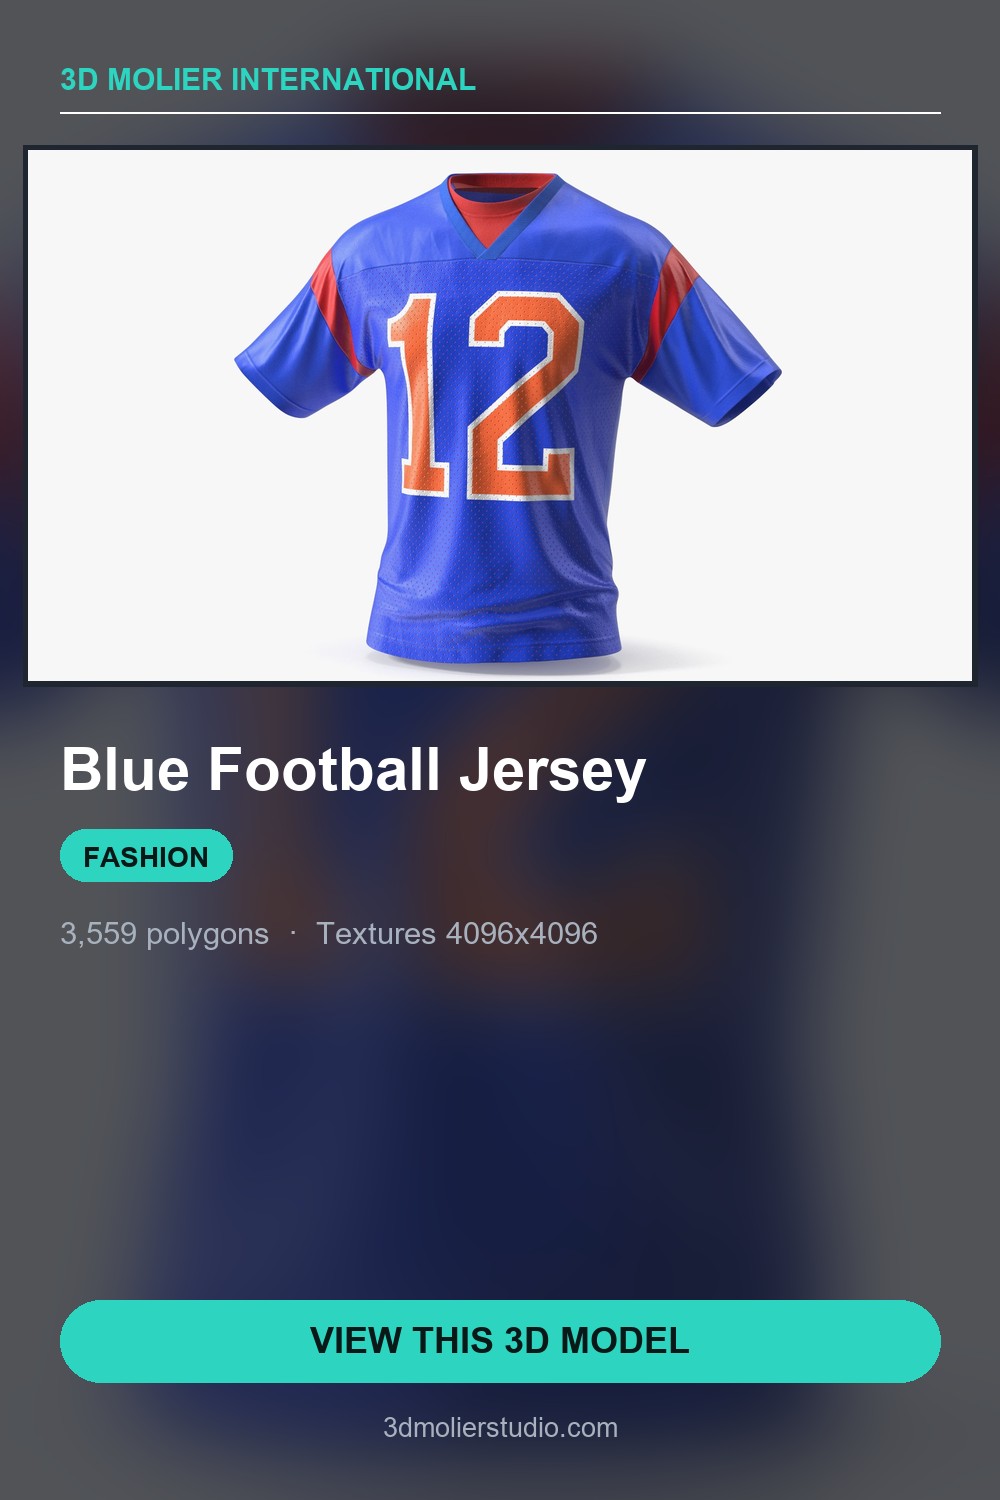 3D MOLIER INTERNATIONAL
12
Blue Football Jersey
FASHION
3,559 polygons · Textures 4096x4096
VIEW THIS 3D MODEL
3dmolierstudio.com